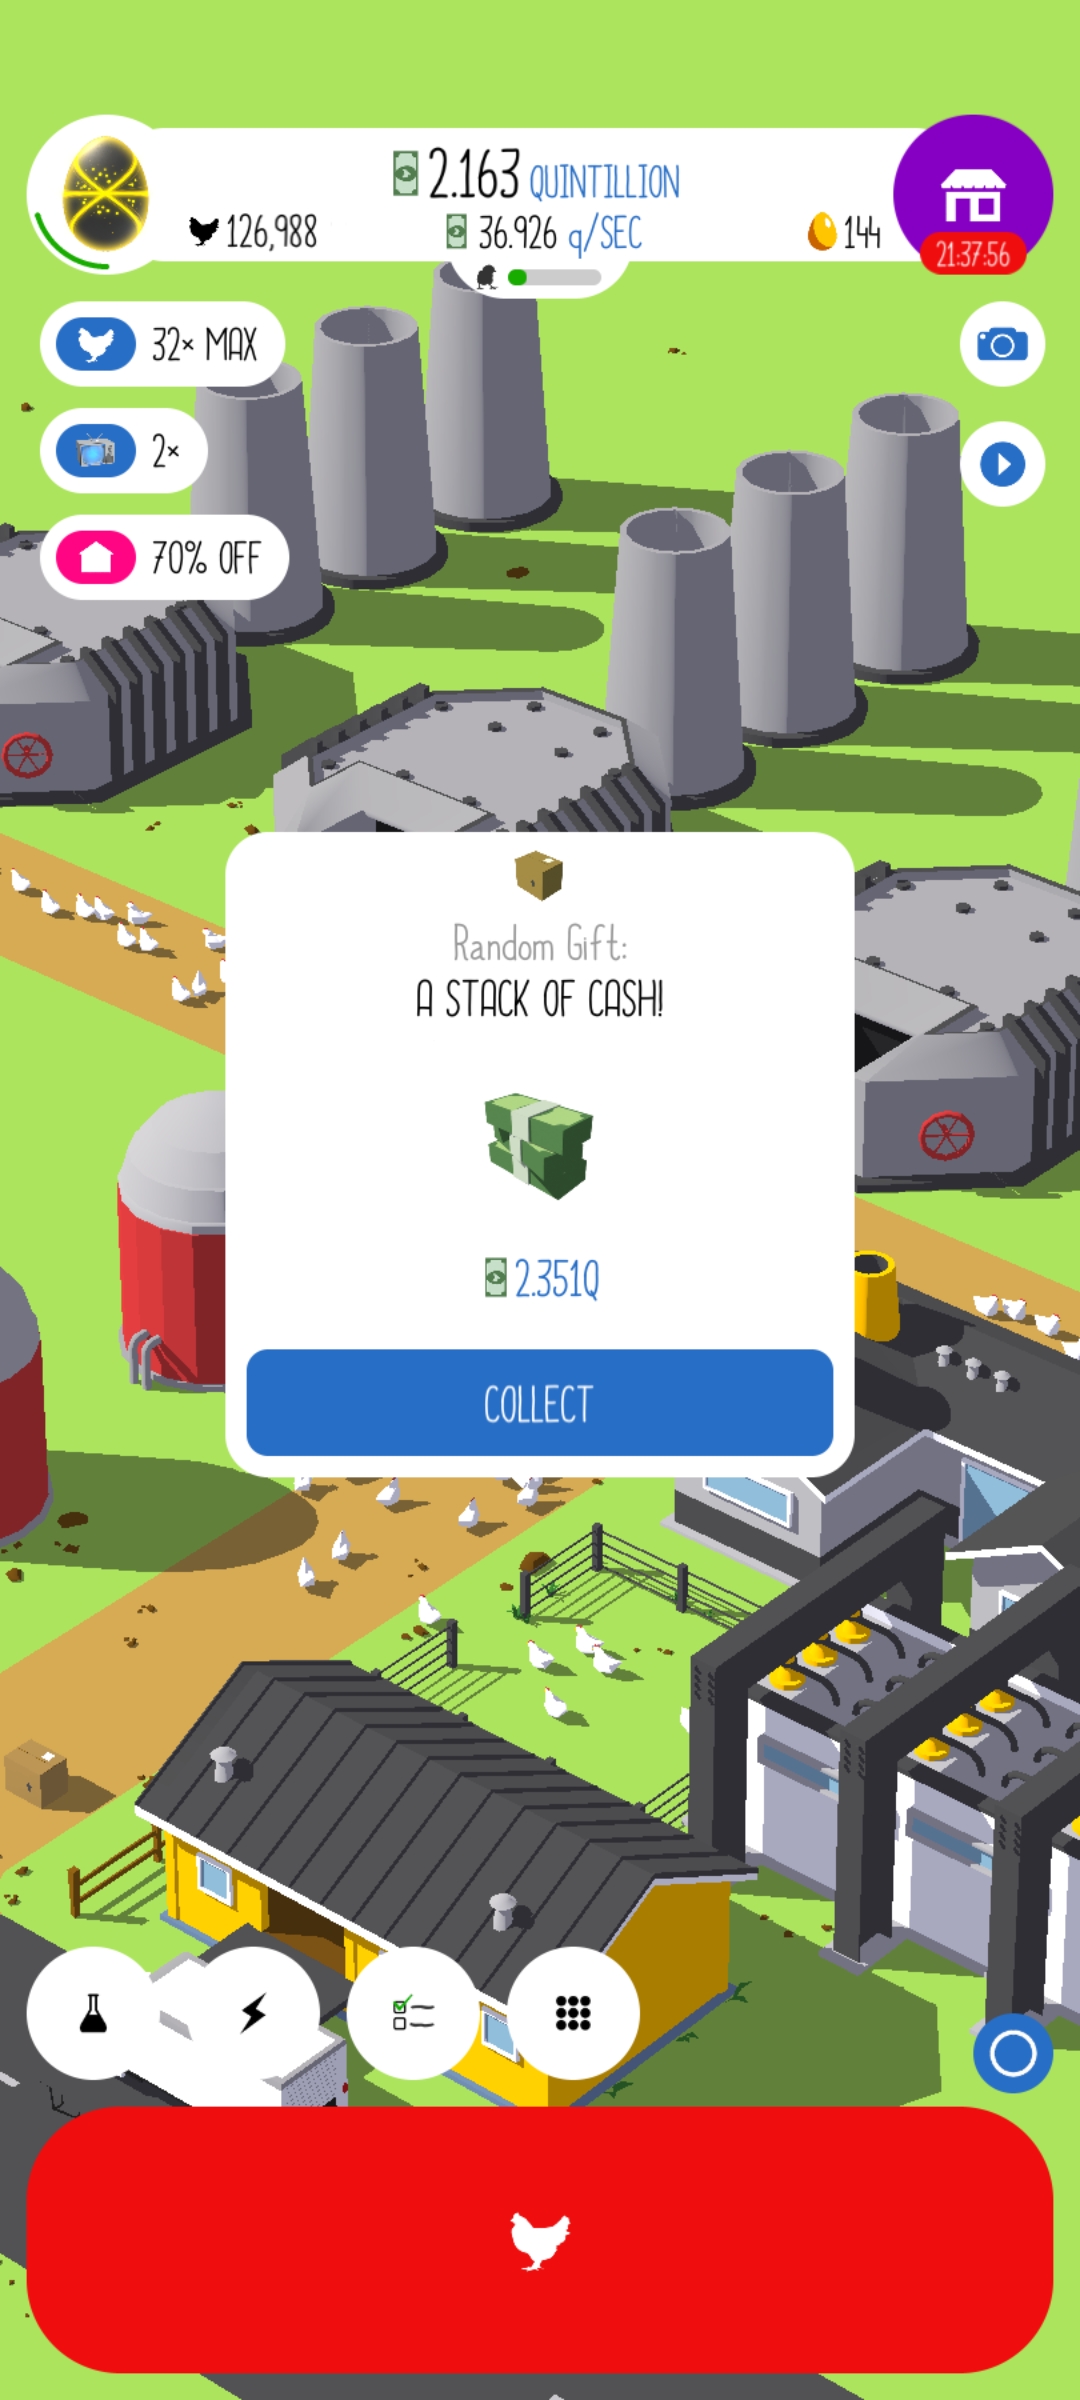 2.163 QUINTILLION
126,988
36.926 q/SEC
144
21:37:56
32× MAX
2×
70% OFF
Random Gift:
A STACK OF CASH!
2.351Q
COLLECT